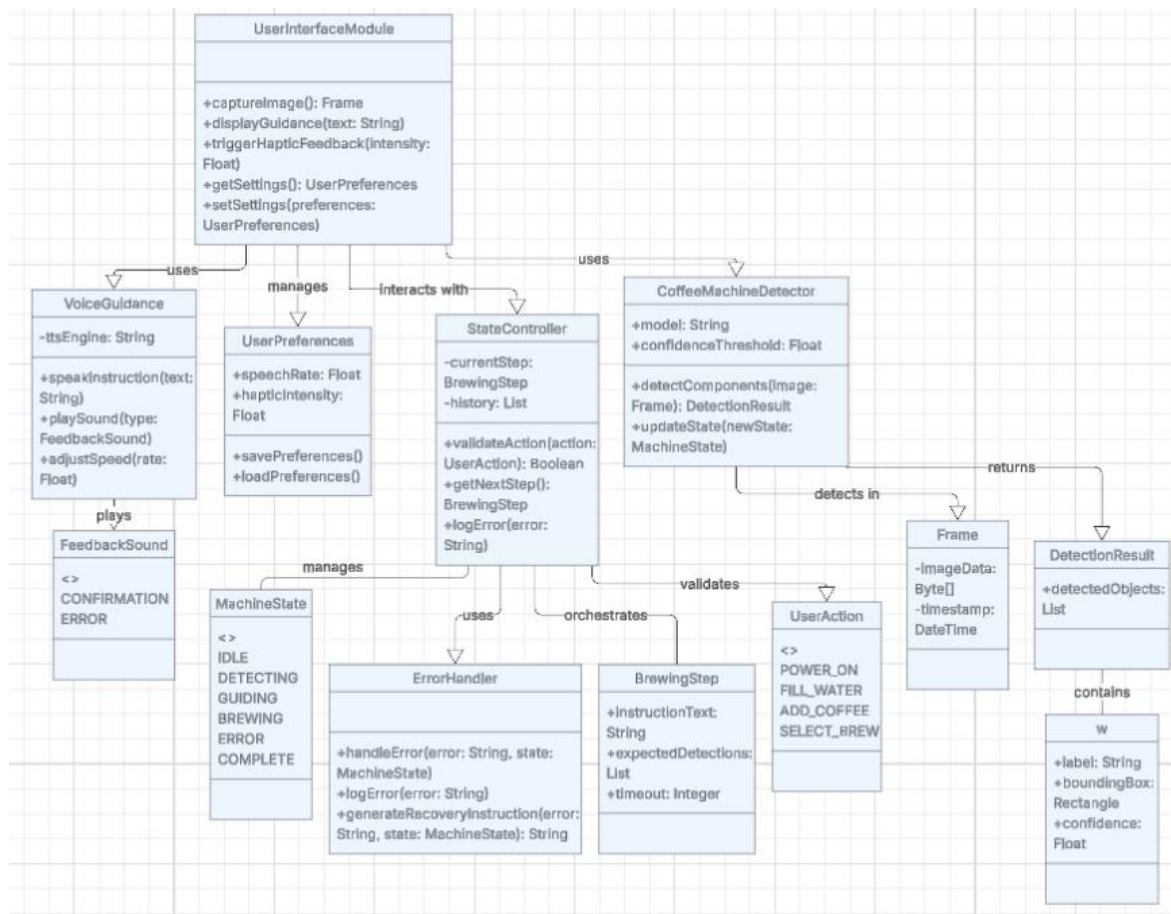 UserInterfaceModule
+captureImage(): Frame
+displayGuidance(text: String)
+triggerHapticFeedback(intensity:
Float)
+getSettings(): UserPreferences
+setSettings(preferences:
UserPreferences)
uses
manages
interacts with
uses
VoiceGuidance
-ttsEngine: String
+speakInstruction(text:
String)
+playSound(type:
FeedbackSound)
+adjustSpeed(rate:
Float)
UserPreferences
+speechRate: Float
+hapticIntensity:
Float
+savePreferences()
+loadPreferences()
StateController
-currentStep:
BrewingStep
-history: List
+validateAction(action:
UserAction): Boolean
+getNextStep():
BrewingStep
+logError(error:
String)
CoffeeMachineDetector
+model: String
+confidenceThreshold: Float
+detectComponents(image:
Frame): DetectionResult
+updateState(newState:
MachineState)
plays
manages
uses
orchestrates
validates
detects in
returns
FeedbackSound
<>
CONFIRMATION
ERROR
MachineState
<>
IDLE
DETECTING
GUIDING
BREWING
ERROR
COMPLETE
ErrorHandler
+handleError(error: String, state:
MachineState)
+logError(error: String)
+generateRecoveryInstruction(error:
String, state: MachineState): String
BrewingStep
+instructionText:
String
+expectedDetections:
List
+timeout: Integer
UserAction
<>
POWER_ON
FILL_WATER
ADD_COFFEE
SELECT_BREW
Frame
-imageData:
Byte[]
-timestamp:
DateTime
DetectionResult
+detectedObjects:
List
contains
w
+label: String
+boundingBox:
Rectangle
+confidence:
Float